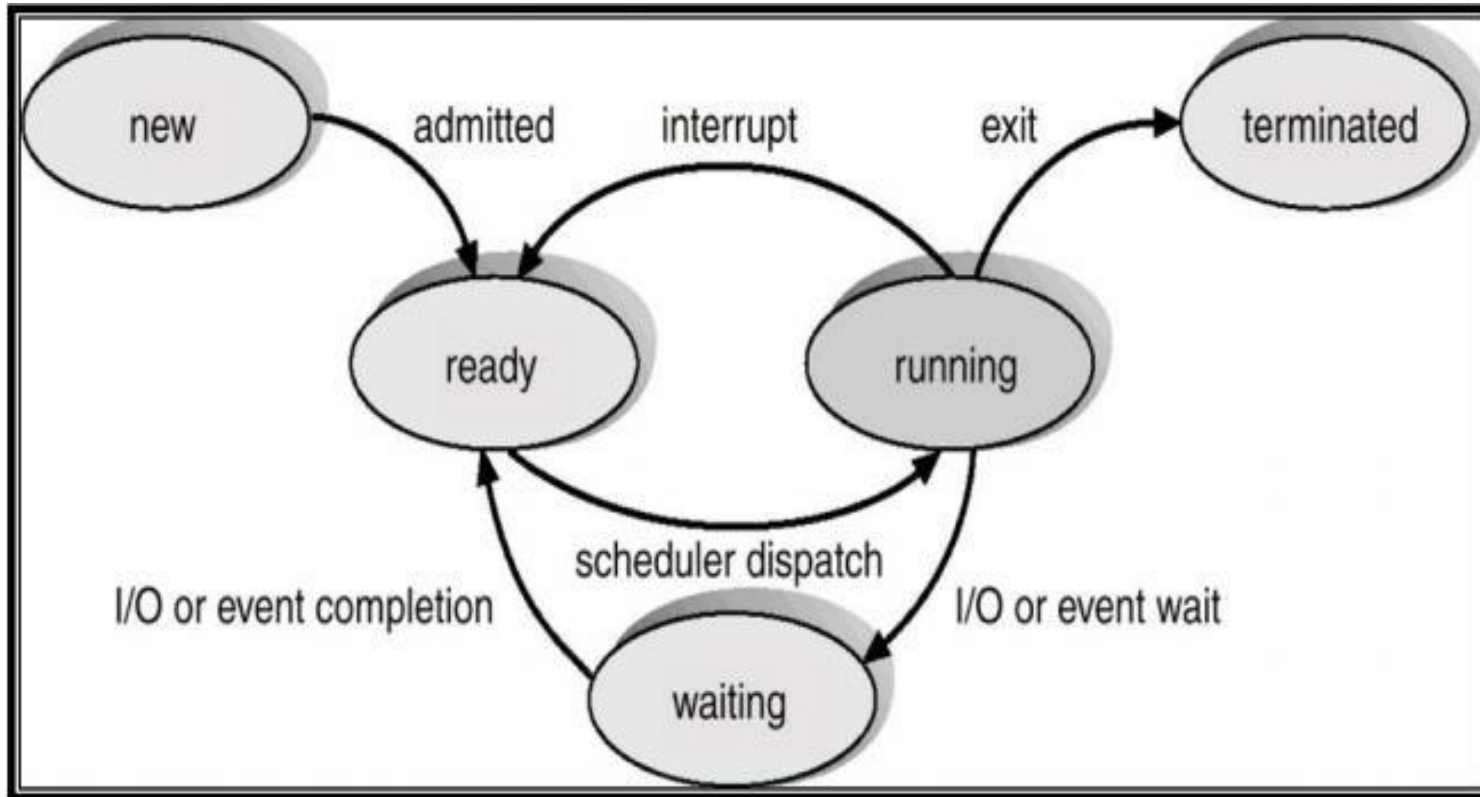 new
admitted
interrupt
exit
terminated
ready
running
scheduler dispatch
I/O or event completion
I/O or event wait
waiting